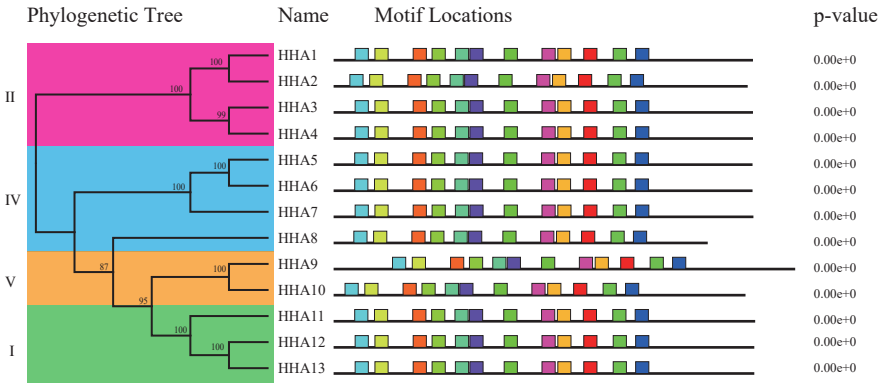 Phylogenetic Tree Name Motif Locations p-value
II
IV
V
I
100
100
100
99
100
100
87
100
95
100
100
HHA1 0.00e+0
HHA2 0.00e+0
HHA3 0.00e+0
HHA4 0.00e+0
HHA5 0.00e+0
HHA6 0.00e+0
HHA7 0.00e+0
HHA8 0.00e+0
HHA9 0.00e+0
HHA10 0.00e+0
HHA11 0.00e+0
HHA12 0.00e+0
HHA13 0.00e+0